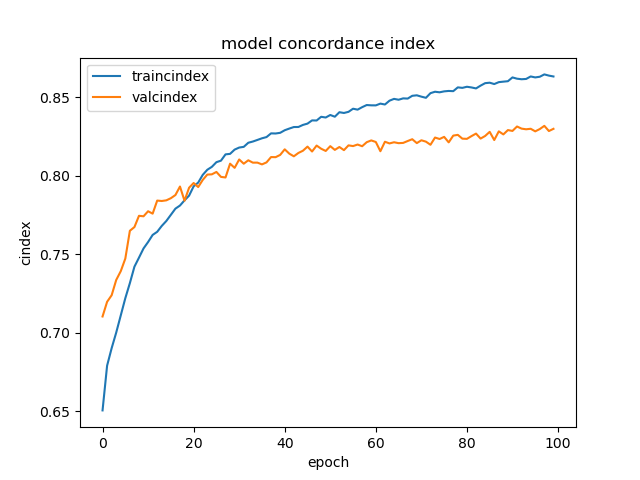 model concordance index
traincindex
valcindex
0.85
0.80
0.75
0.70
0.65
cindex
0 20 40 60 80 100
epoch